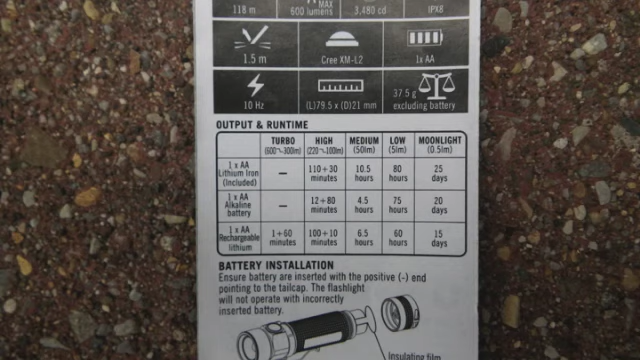 MAX
118 m 600 lumens 3,480 cd IPX8
1.5 m Cree XM-L2 1x AA
10 Hz (L)79.5 x (D)21 mm 37.5 g
excluding battery
OUTPUT & RUNTIME
TURBO HIGH MEDIUM LOW MOONLIGHT
(600~300lm) (220~100lm) (50lm) (5lm) (0.5lm)
1 x AA
Lithium Iron
(Included) — 110+30 minutes 10.5 hours 80 hours 25 days
1 x AA
Alkaline
battery — 12+80 minutes 4.5 hours 75 hours 20 days
1 x AA
Rechargeable
lithium 1+60 minutes 100+10 minutes 6.5 hours 60 hours 15 days
BATTERY INSTALLATION
Ensure battery are inserted with the positive (-) end
pointing to the tailcap. The flashlight
will not operate with incorrectly
inserted battery.
insulating film